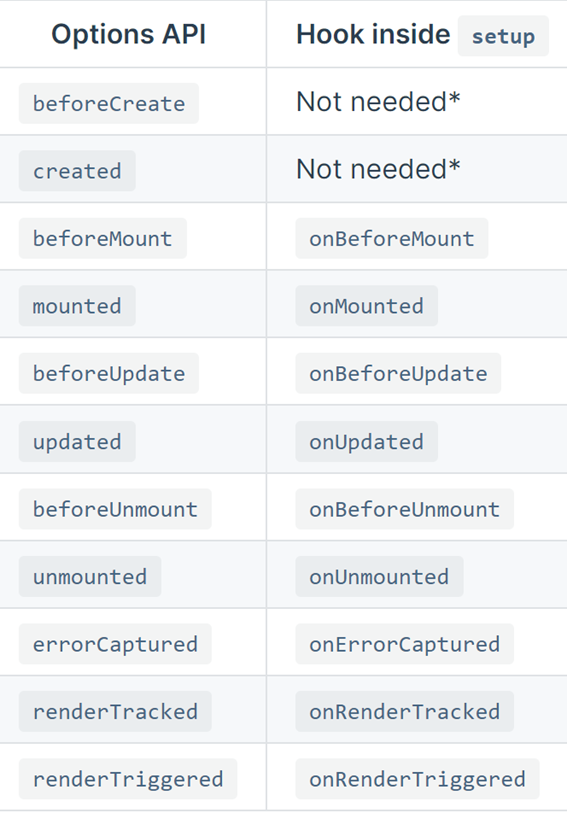 Options API Hook inside setup
beforeCreate Not needed*
created Not needed*
beforeMount onBeforeMount
mounted onMounted
beforeUpdate onBeforeUpdate
updated onUpdated
beforeUnmount onBeforeUnmount
unmounted onUnmounted
errorCaptured onErrorCaptured
renderTracked onRenderTracked
renderTriggered onRenderTriggered